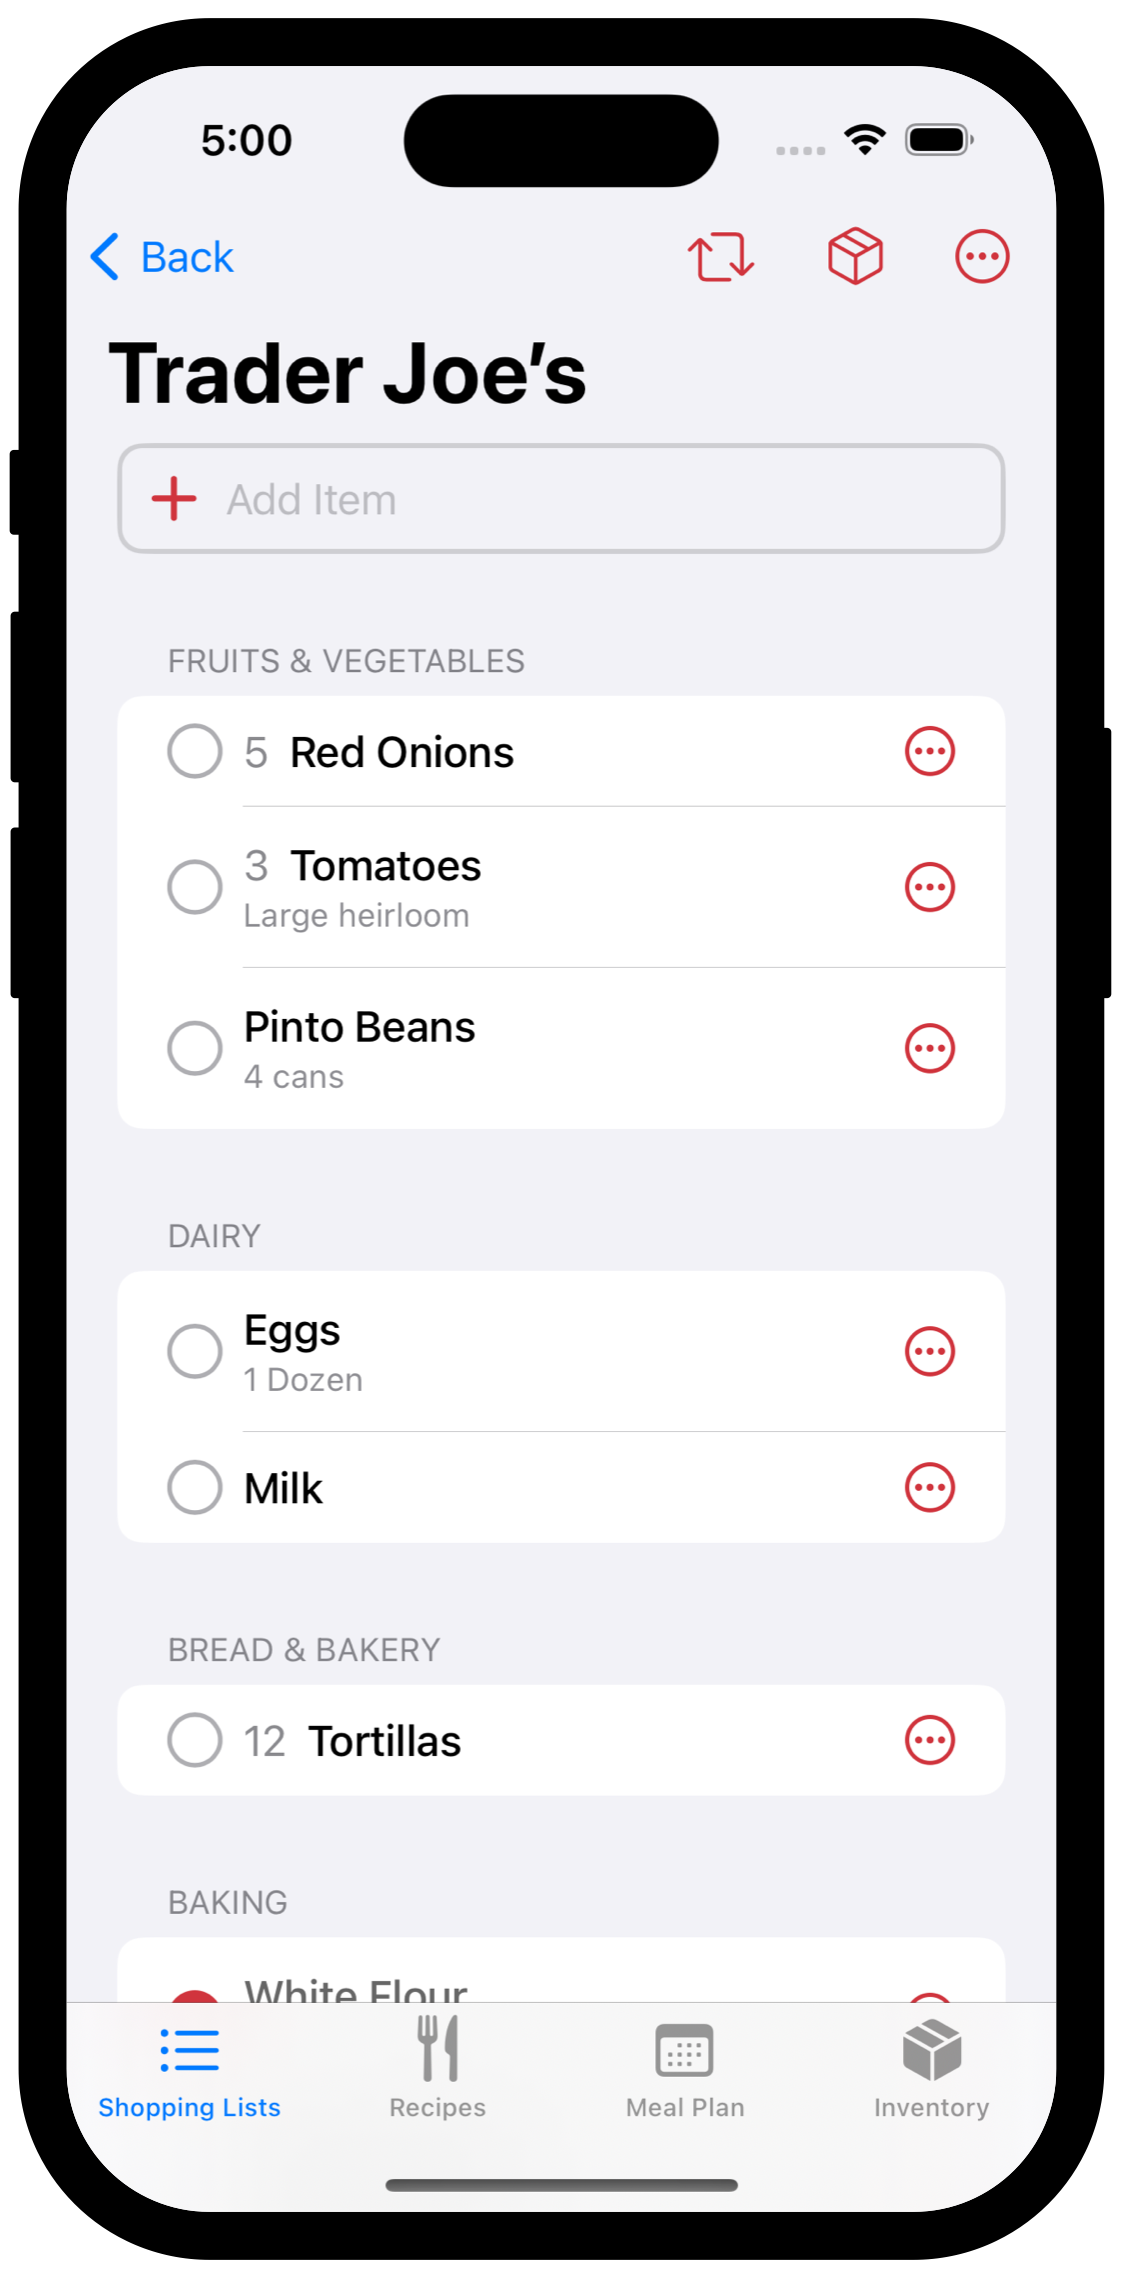 5:00
Back
Trader Joe’s
Add Item
FRUITS & VEGETABLES
5 Red Onions
3 Tomatoes
Large heirloom
Pinto Beans
4 cans
DAIRY
Eggs
1 Dozen
Milk
BREAD & BAKERY
12 Tortillas
BAKING
White Flour
Shopping Lists
Recipes
Meal Plan
Inventory